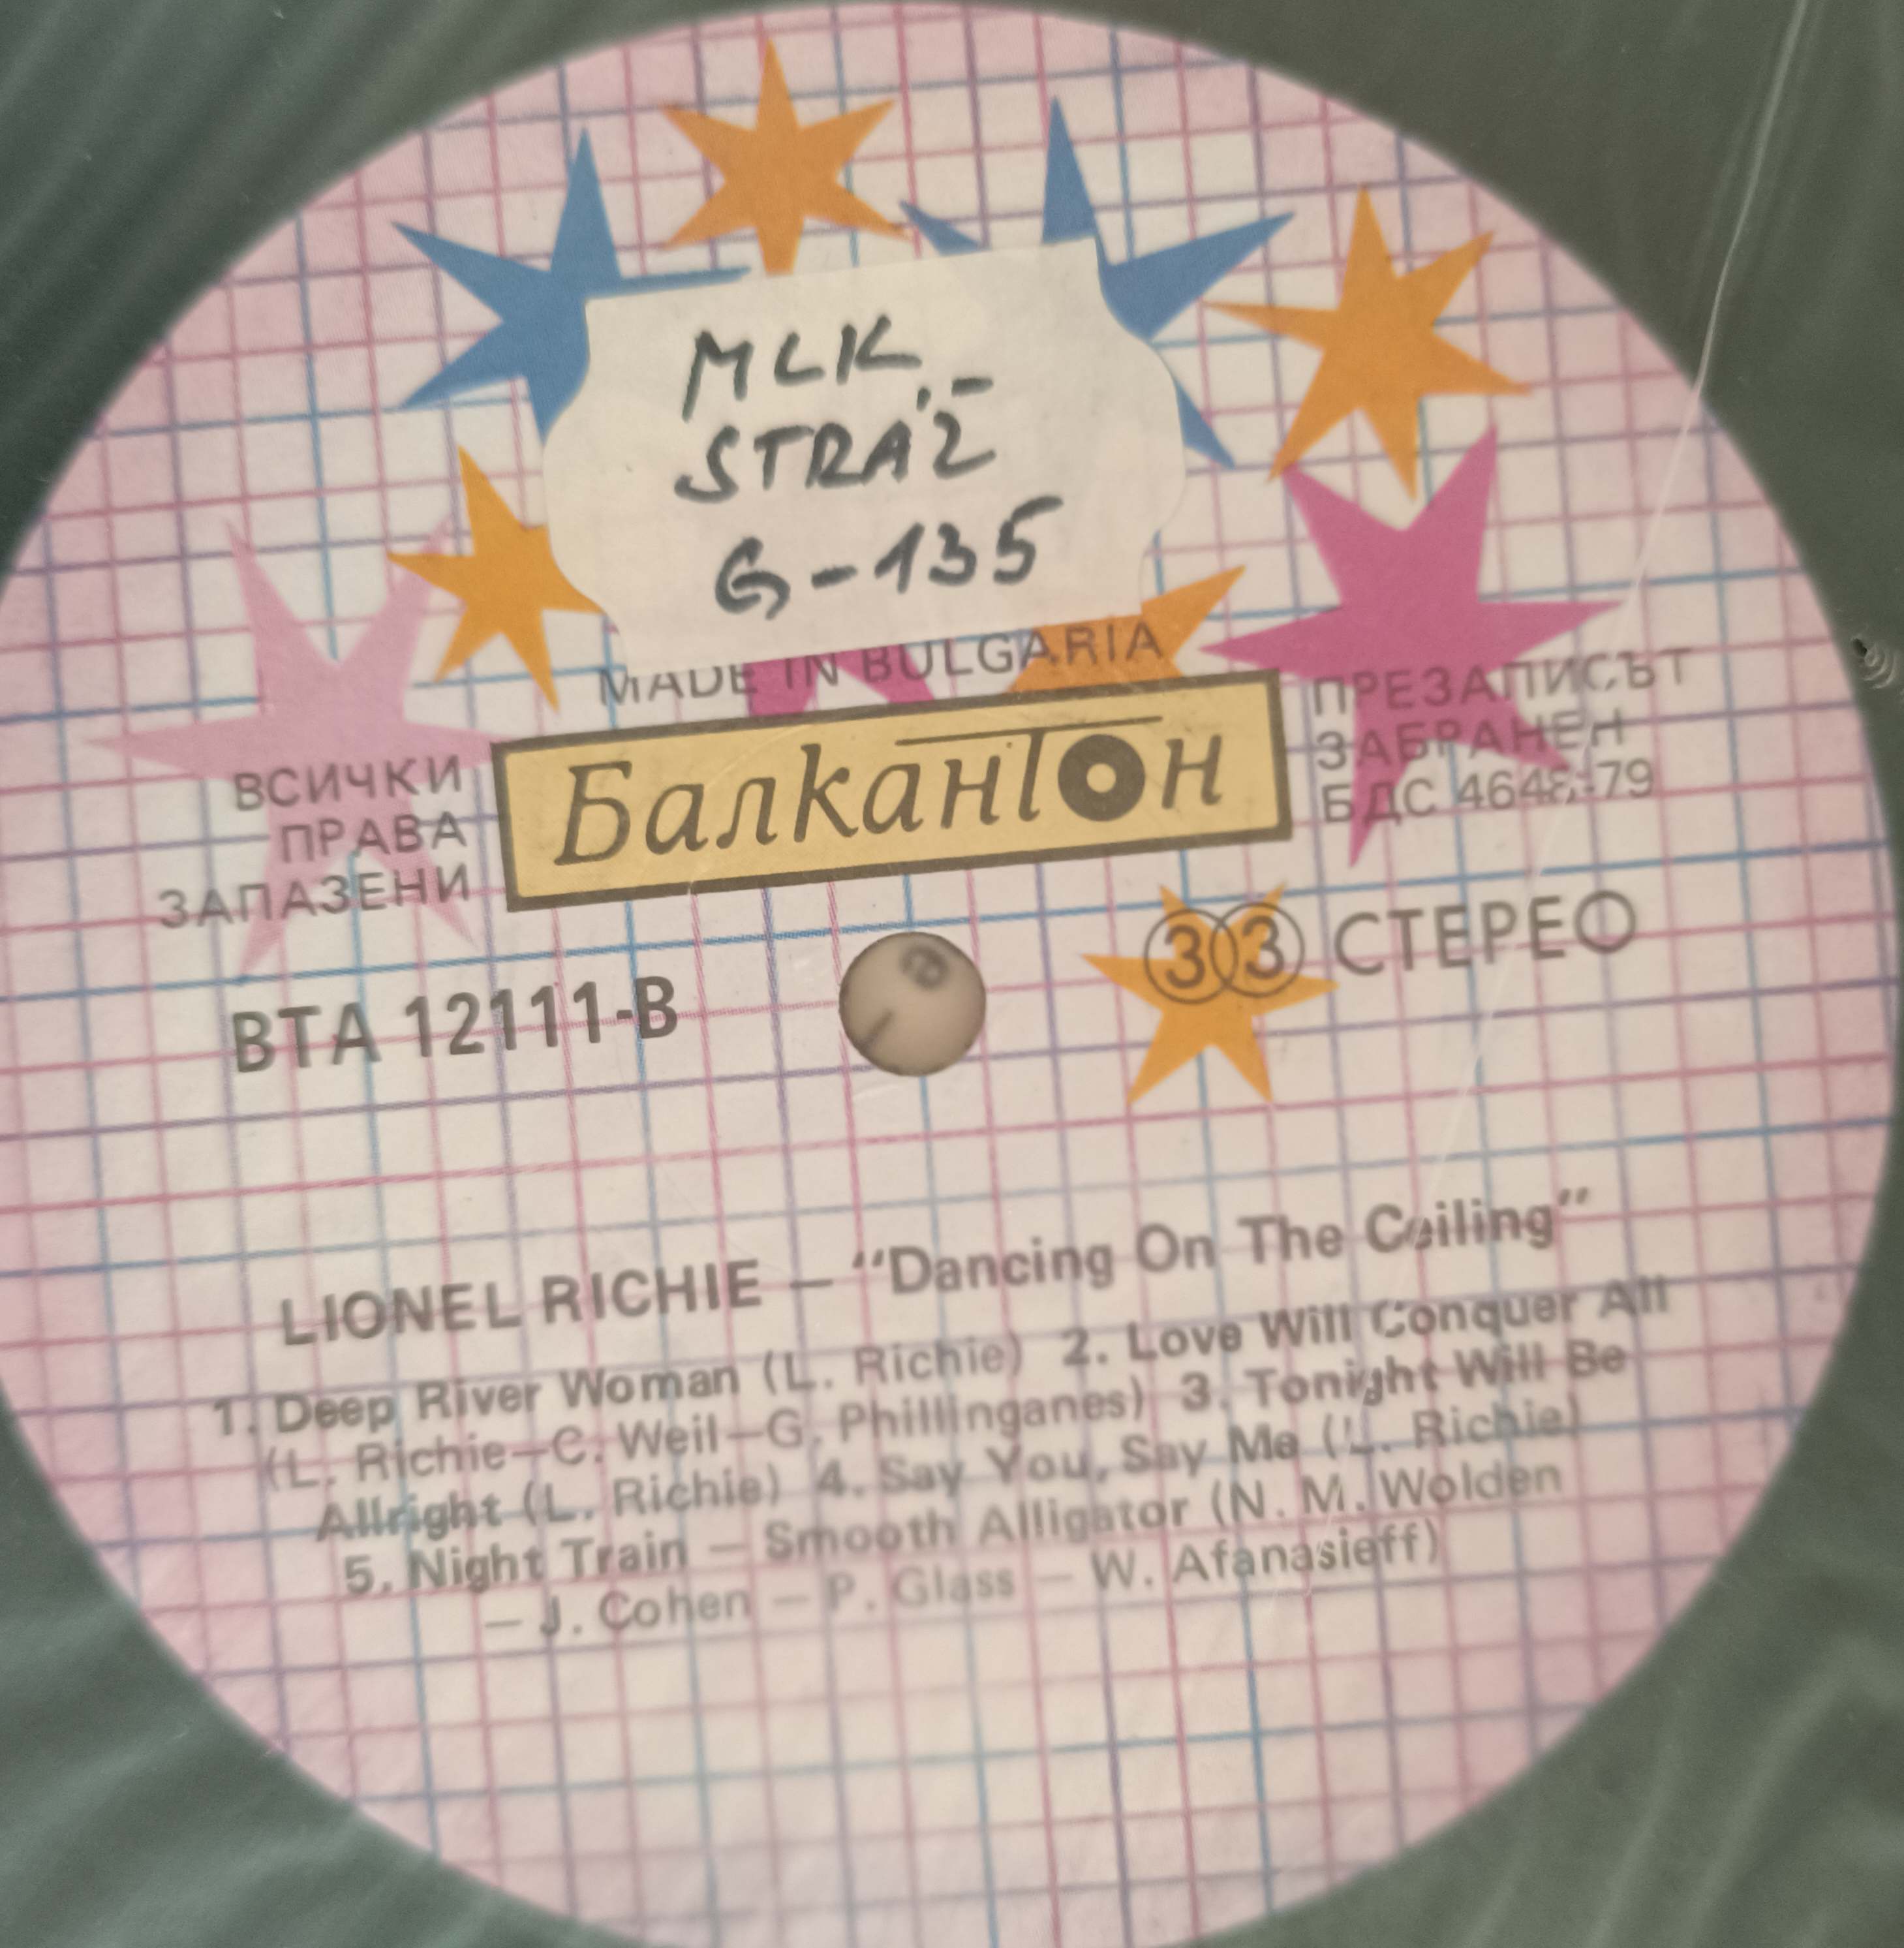 MLK
STRAŽ
G-135
MADE IN BULGARIA
Балкантон
ВСИЧКИ
ПРАВА
ЗАПАЗЕНИ
ПРЕЗАПИСЪТ
ЗАБРАНЕН
БДС 4648-79
ВТА 12111-В
33 СТЕРЕО
LIONEL RICHIE — "Dancing On The Ceiling"
1. Deep River Woman (L. Richie) 2. Love Will Conquer All
(L. Richie—C. Weil—G. Phillinganes) 3. Tonight Will Be
Allright (L. Richie) 4. Say You, Say Me (L. Richie)
5. Night Train — Smooth Alligator (N. M. Wolden
— J. Cohen — P. Glass — W. Afanasieff)